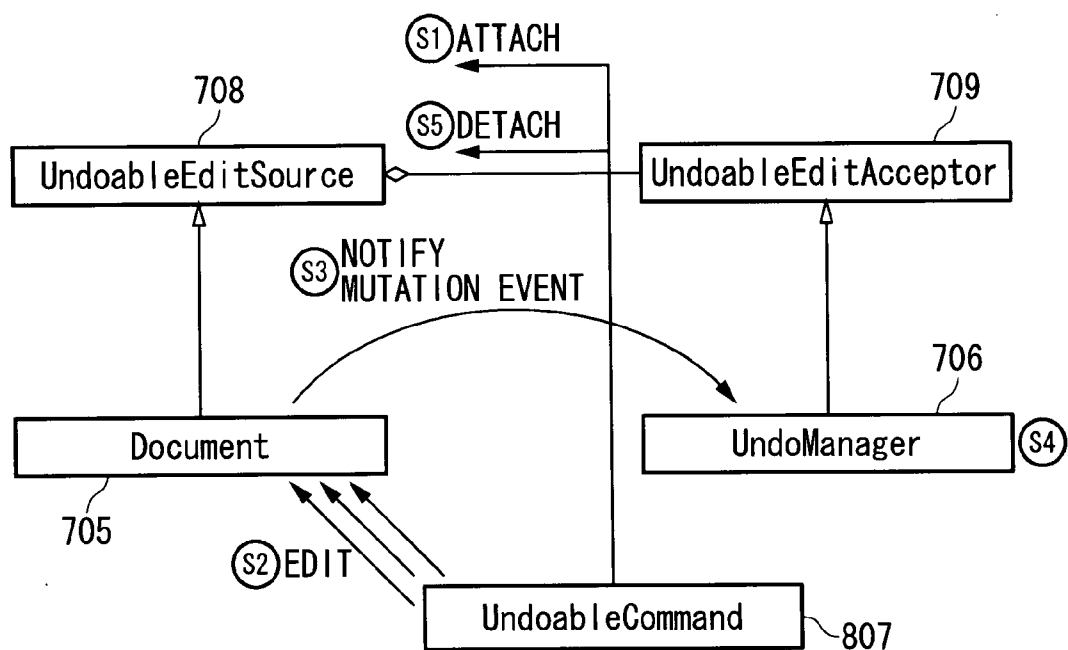 S1 ATTACH
708
709
S5 DETACH
UndoableEditSource
UndoableEditAcceptor
S3 NOTIFY
MUTATION EVENT
706
Document
UndoManager
S4
705
S2 EDIT
UndoableCommand
807